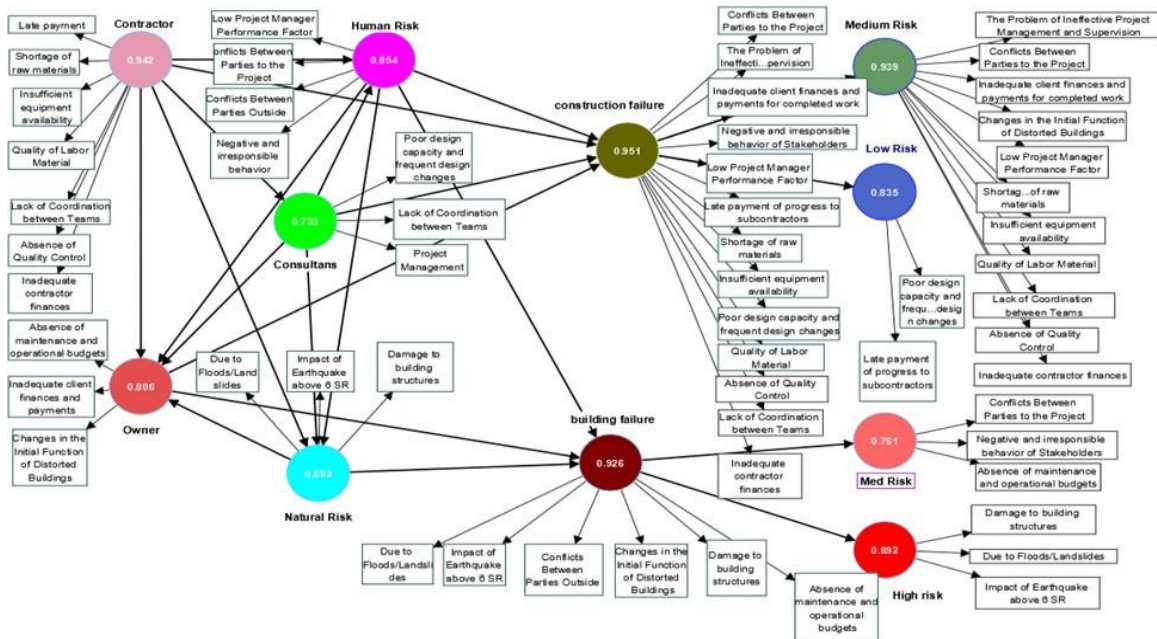 Contractor
0.942
Late payment
Shortage of
raw materials
Insufficient
equipment
availability
Quality of Labor
Material
Lack of Coordination
between Teams
Absence of
Quality Control
Inadequate
contractor
finances
Human Risk
0.854
Low Project Manager
Performance Factor
Conflicts Between
Parties to the
Project
Conflicts Between
Parties Outside
Negative and
irresponsible
behavior
Consultans
0.733
Poor design
capacity and
frequent design
changes
Lack of Coordination
between Teams
Project
Management
Owner
0.806
Absence of
maintenance and
operational budgets
Inadequate client
finances and
payments
Changes in the
Initial Function
of Distorted
Buildings
Natural Risk
0.892
Due to
Floods/Land
slides
Impact of
Earthquake
above 6 SR
Damage to
building
structures
construction failure
0.951
Conflicts Between
Parties to the Project
The Problem of
Ineffecti...pervision
Inadequate client finances and
payments for completed work
Negative and irresponsible
behavior of Stakeholders
Low Project Manager
Performance Factor
Late payment of progress to
subcontractors
Shortage of raw
materials
Insufficient equipment
availability
Poor design capacity and
frequent design changes
Quality of Labor
Material
Absence of Quality
Control
Lack of Coordination
between Teams
Inadequate
contractor
finances
building failure
0.926
Due to
Floods/Landsli
des
Impact of
Earthquake
above 6 SR
Conflicts
Between
Parties Outside
Changes in the
Initial Function
of Distorted
Buildings
Damage to
building
structures
Absence of
maintenance and
operational
budgets
Medium Risk
0.939
The Problem of Ineffective Project
Management and Supervision
Conflicts Between
Parties to the Project
Inadequate client finances and
payments for completed work
Changes in the Initial Function of
Distorted Buildings
Low Project Manager
Performance Factor
Shortag...of raw
materials
Insufficient equipment
availability
Quality of Labor Material
Lack of Coordination
between Teams
Absence of Quality
Control
Inadequate contractor finances
Low Risk
0.835
Poor design
capacity and
frequ...desig
n changes
Late payment
of progress to
subcontractors
Med Risk
0.761
Conflicts Between
Parties to the Project
Negative and irresponsible
behavior of Stakeholders
Absence of maintenance
and operational budgets
High risk
0.892
Damage to building
structures
Due to Floods/Landslides
Impact of Earthquake
above 6 SR